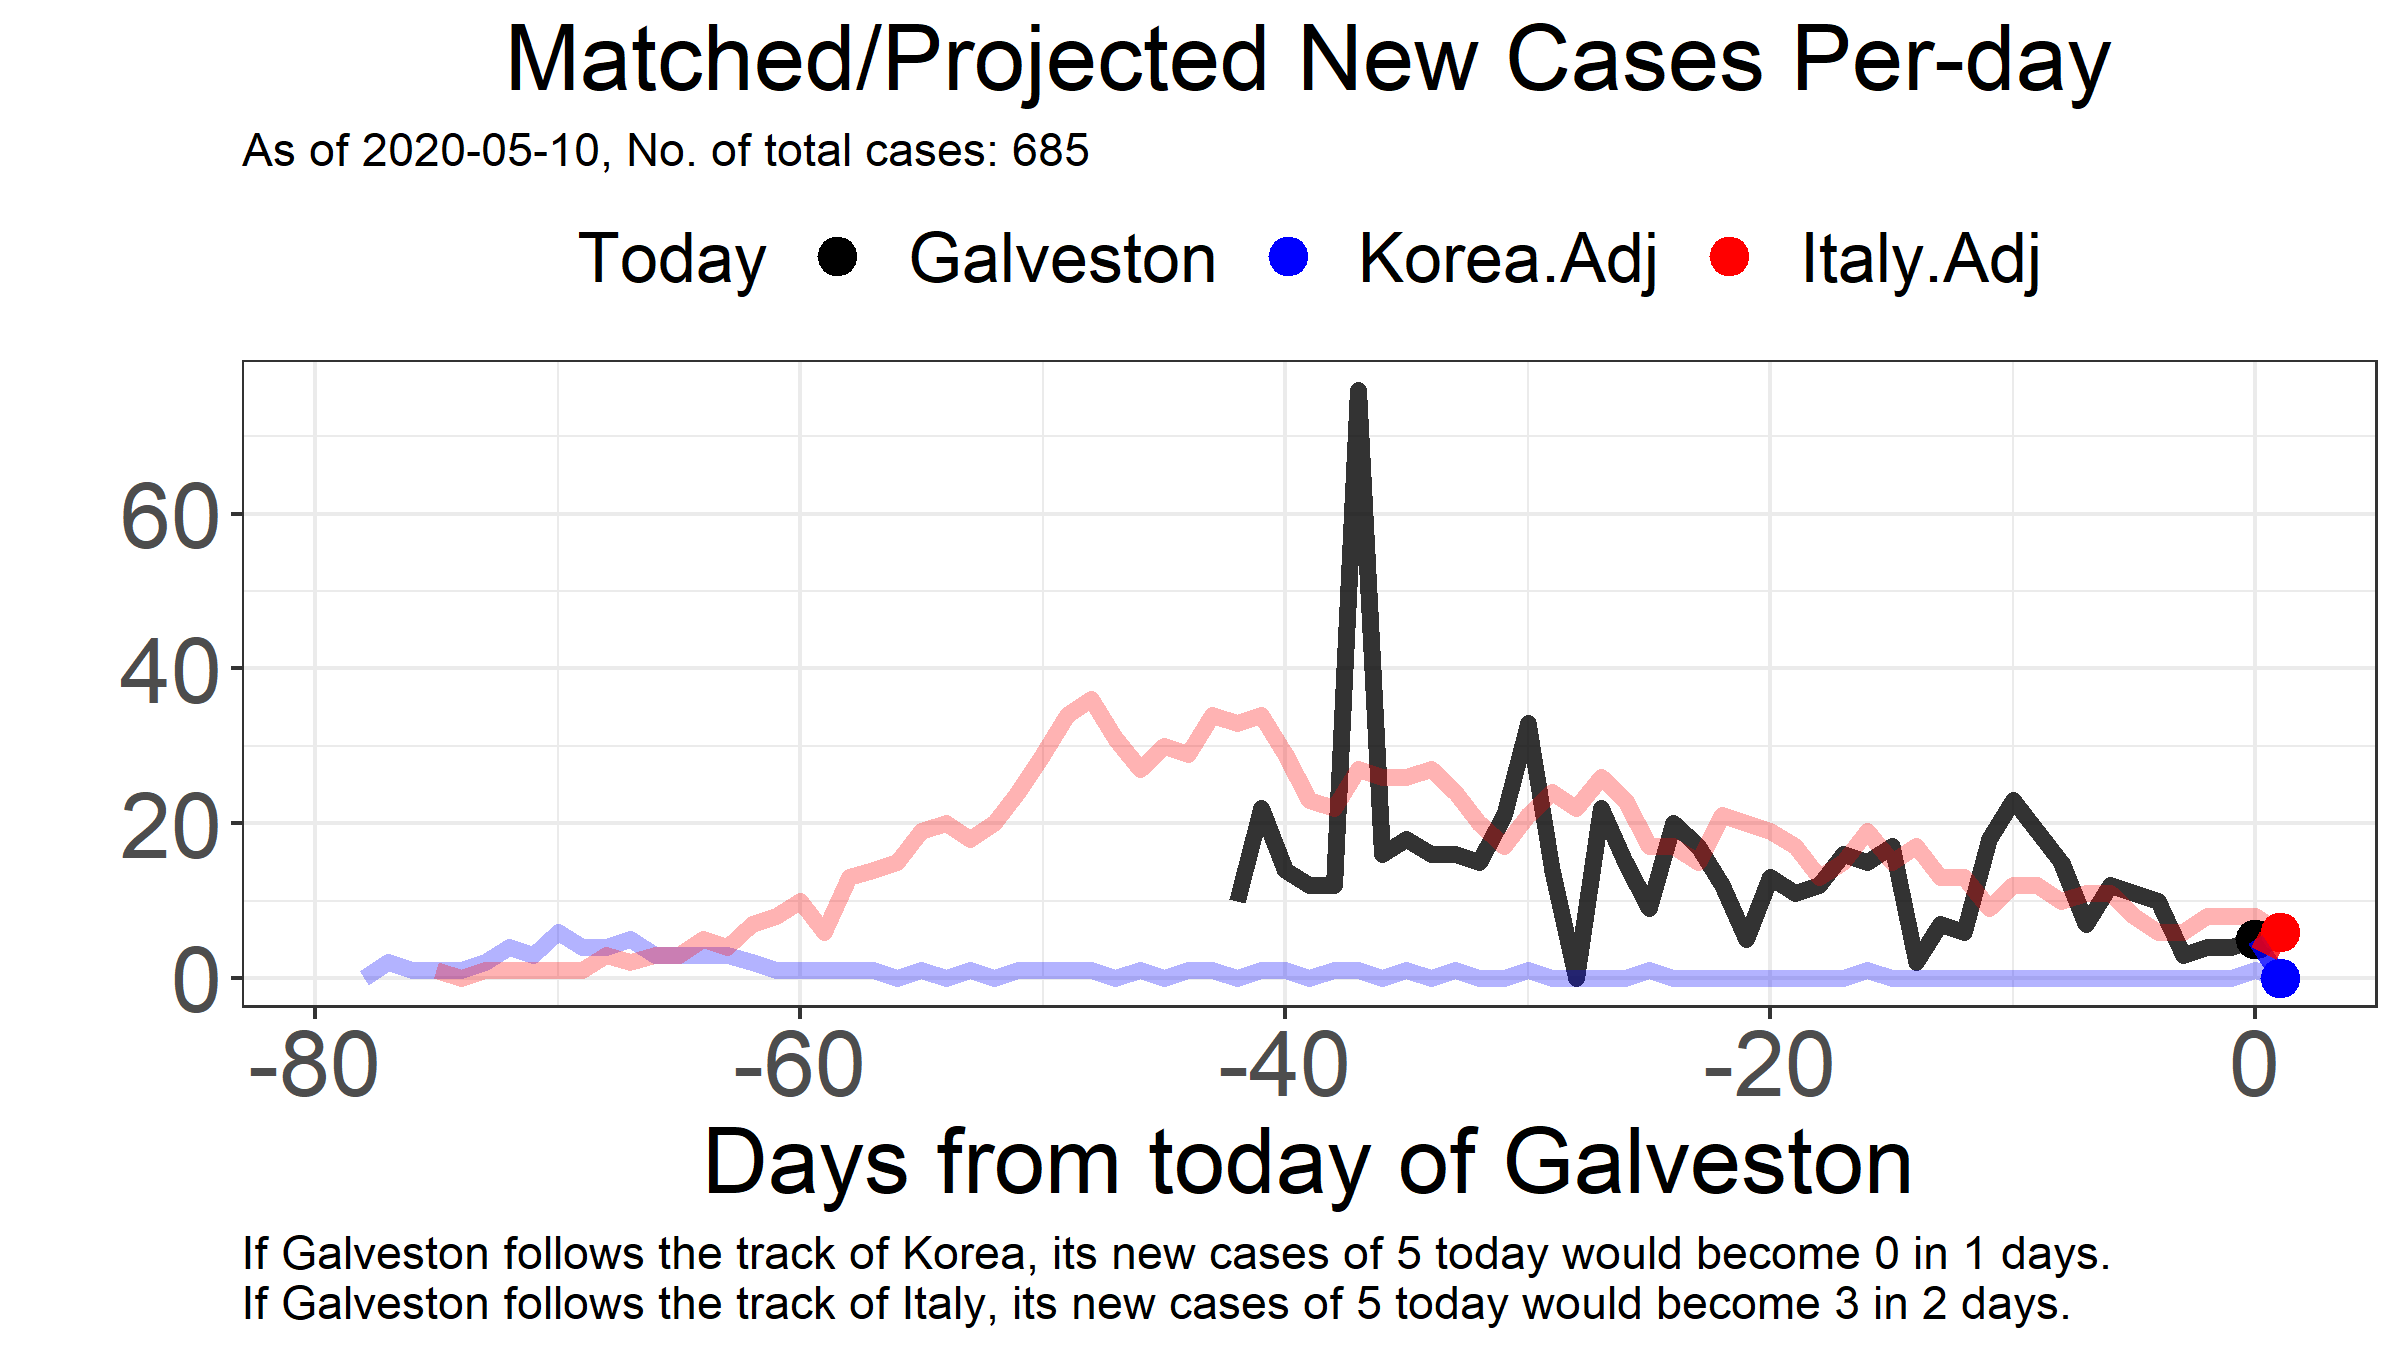 Matched/Projected New Cases Per-day
As of 2020-05-10, No. of total cases: 685
Today Galveston Korea.Adj Italy.Adj
60
40
20
0
-80 -60 -40 -20 0
Days from today of Galveston
If Galveston follows the track of Korea, its new cases of 5 today would become 0 in 1 days.
If Galveston follows the track of Italy, its new cases of 5 today would become 3 in 2 days.